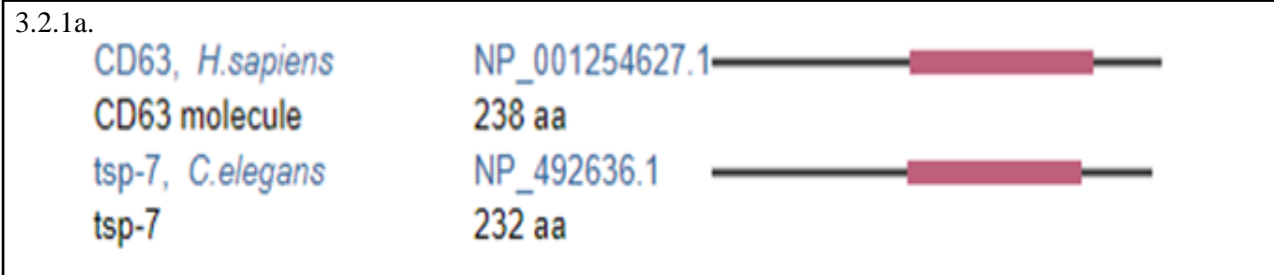 3.2.1a.
CD63, H.sapiens NP_001254627.1
CD63 molecule 238 aa
tsp-7, C.elegans NP_492636.1
tsp-7 232 aa